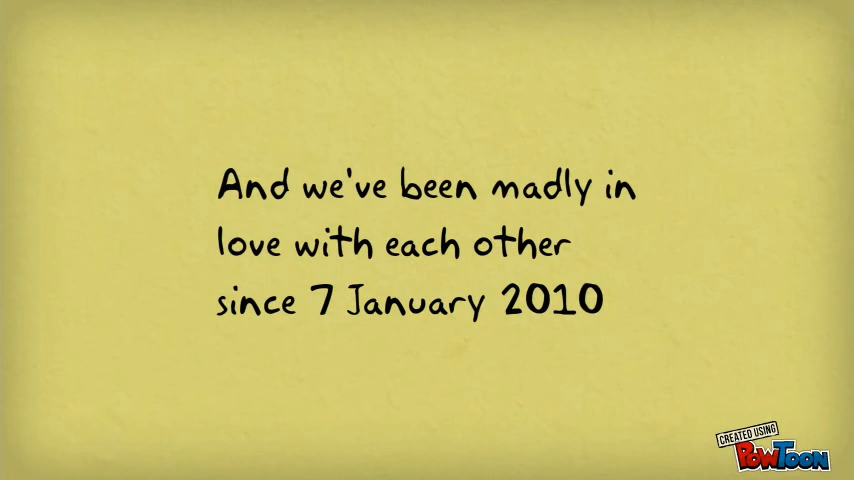 And we've been madly in
love with each other
since 7 January 2010
CREATED USING
POWTOON